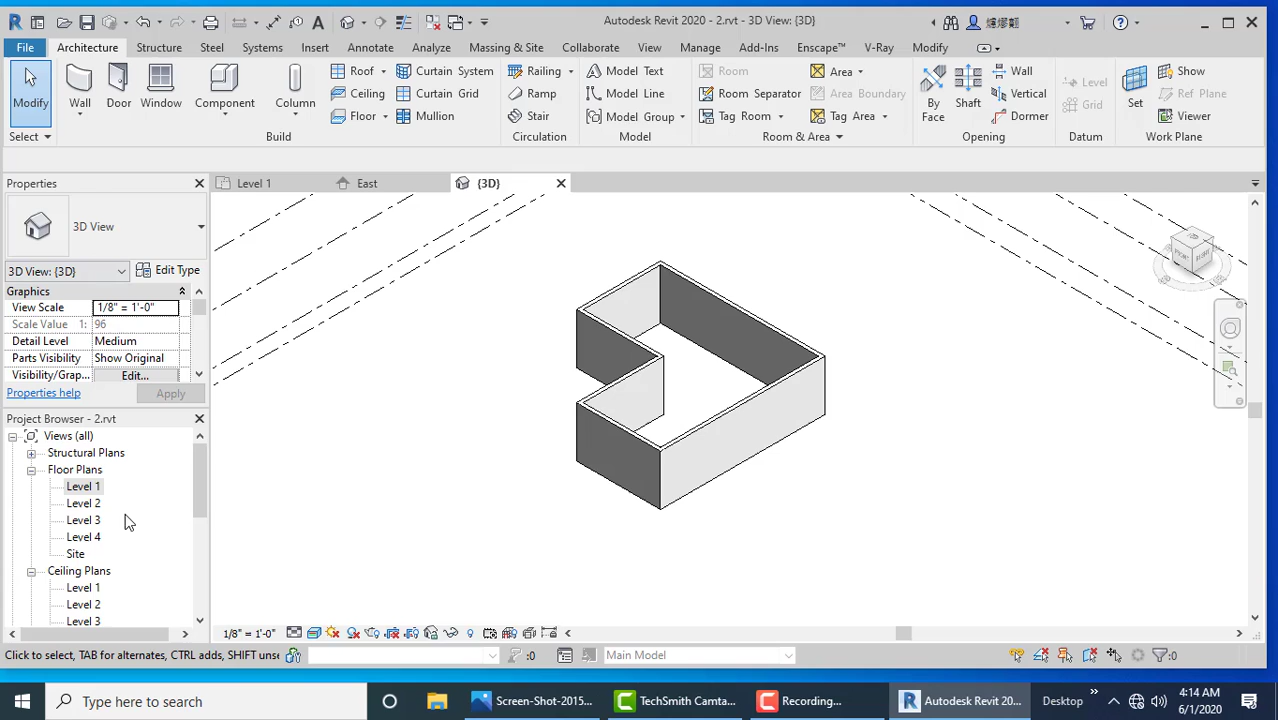 Autodesk Revit 2020 - 2.rvt - 3D View: {3D}
File Architecture Structure Steel Systems Insert Annotate Analyze Massing & Site Collaborate View Manage Add-Ins Enscape™ V-Ray Modify
Modify Wall Door Window Component Column
Roof Curtain System Railing Model Text Room Area By Face Shaft Wall Level Set Show
Ceiling Curtain Grid Ramp Model Line Room Separator Area Boundary Vertical Grid Ref Plane
Floor Mullion Stair Model Group Tag Room Tag Area Dormer Viewer
Select Build Circulation Model Room & Area Opening Datum Work Plane
Properties
Level 1 East {3D}
3D View
3D View: {3D} Edit Type
Graphics
View Scale 1/8" = 1'-0"
Scale Value 1: 96
Detail Level Medium
Parts Visibility Show Original
Visibility/Grap... Edit...
Properties help Apply
Project Browser - 2.rvt
Views (all)
Structural Plans
Floor Plans
Level 1
Level 2
Level 3
Level 4
Site
Ceiling Plans
Level 1
Level 2
Level 3
1/8" = 1'-0"
Click to select, TAB for alternates, CTRL adds, SHIFT unse :0 Main Model :0
Type here to search Screen-Shot-2015... TechSmith Camta... Recording... Autodesk Revit 20... Desktop 4:14 AM
6/1/2020